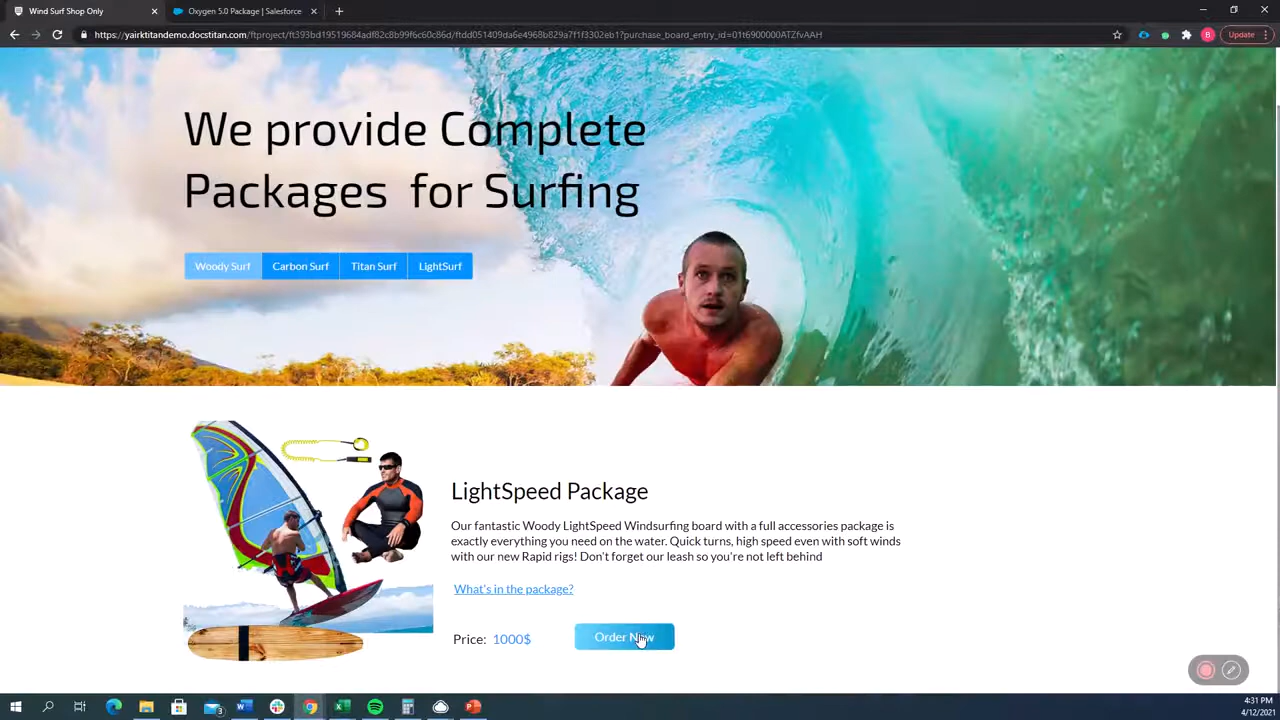 Wind Surf Shop Only
Oxygen 5.0 Package | Salesforce
https://yairktitandemo.docstitan.com/ftproject/ft393bd19519684adf82c8b99f6c60c86d/ftdd051409da6e4968b829a7f1f3302eb1?purchase_board_entry_id=01t6900000ATZfvAAH
B
Update
We provide Complete
Packages for Surfing
Woody Surf
Carbon Surf
Titan Surf
LightSurf
LightSpeed Package
Our fantastic Woody LightSpeed Windsurfing board with a full accessories package is
exactly everything you need on the water. Quick turns, high speed even with soft winds
with our new Rapid rigs! Don't forget our leash so you're not left behind
What's in the package?
Price: 1000$
Order Now
3
4:31 PM
4/12/2021